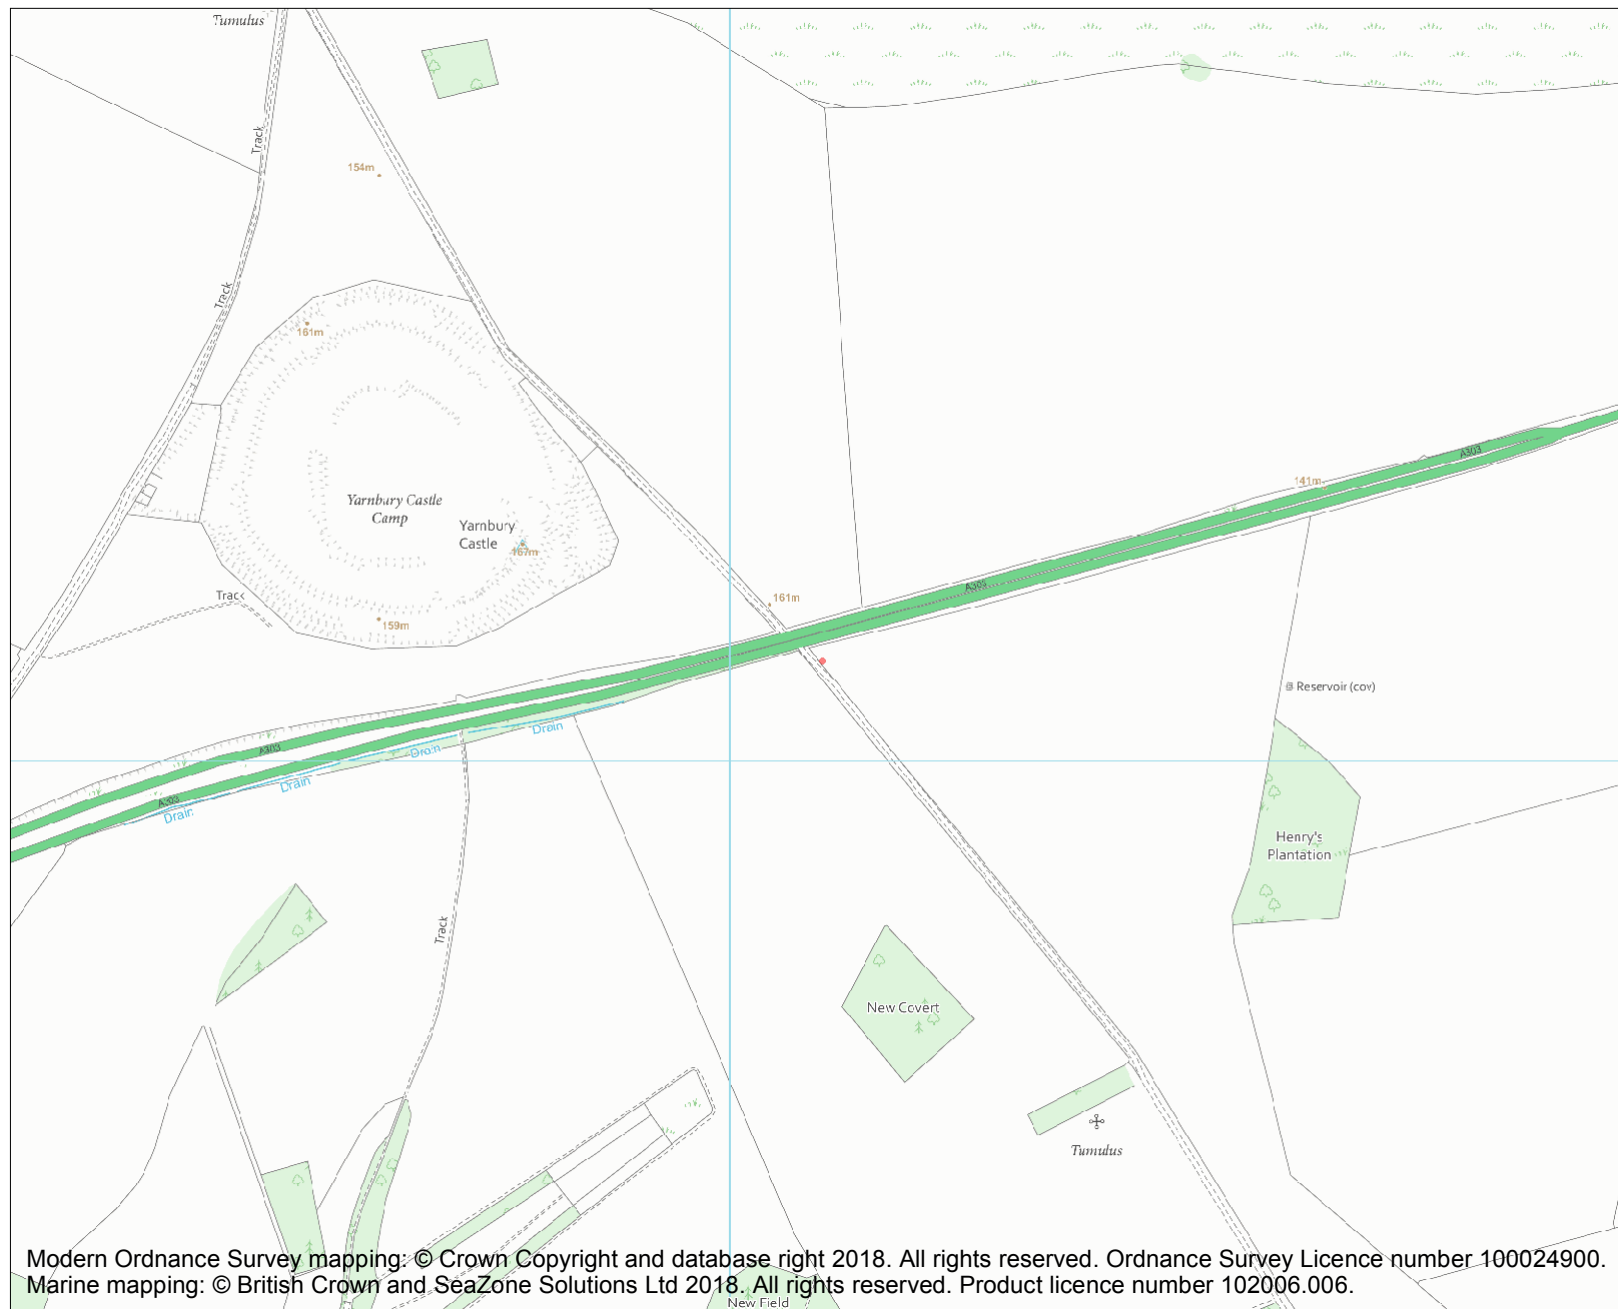 Tumulus
Track
154m
Track
161m
Yarnbury Castle
Camp
Yarnbury
Castle
167m
A303
141m
A303
Track
161m
159m
Reservoir (cov)
A303
Drain
Drain
Drain
A303
Drain
Henry's
Plantation
Track
New Covert
Tumulus
Modern Ordnance Survey mapping: © Crown Copyright and database right 2018. All rights reserved. Ordnance Survey Licence number 100024900.
Marine mapping: © British Crown and SeaZone Solutions Ltd 2018. All rights reserved. Product licence number 102006.006.
New Field